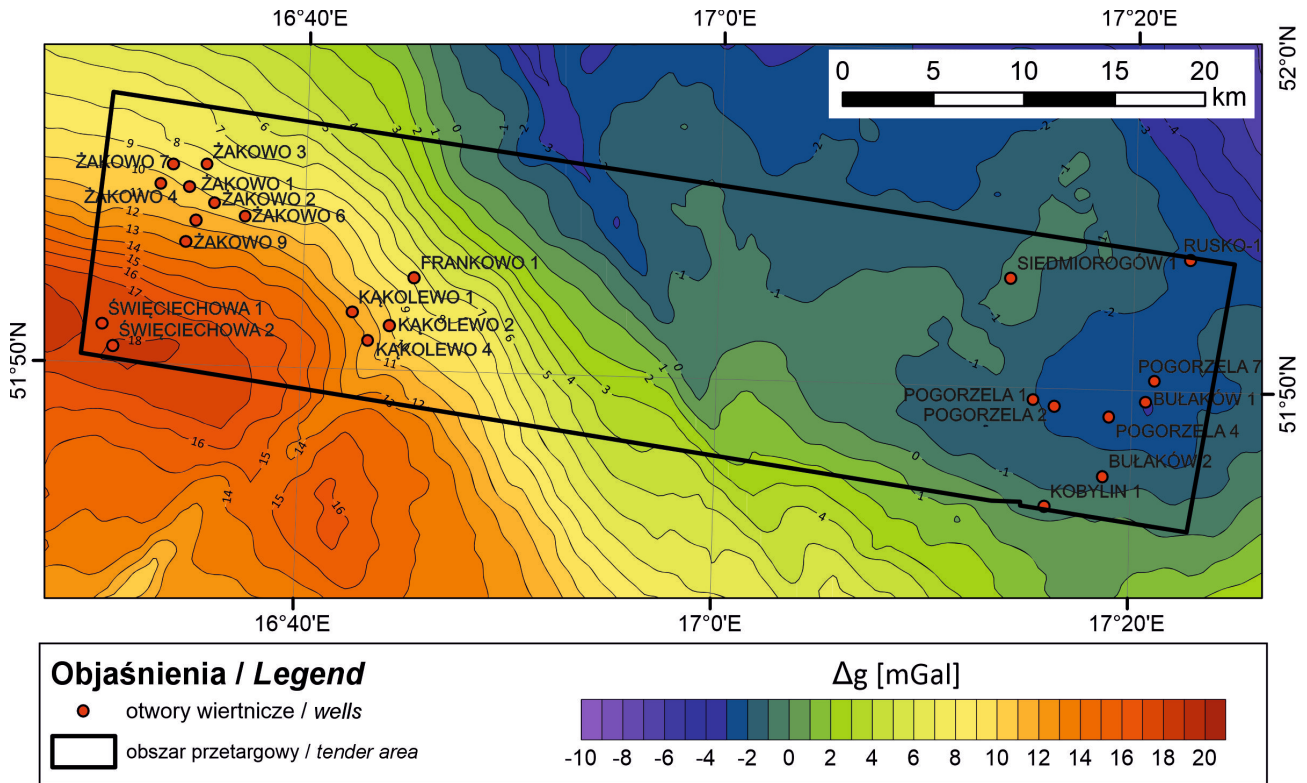 16°40'E 17°0'E 17°20'E
52°0'N
0 5 10 15 20
km
ŻAKOWO 7
ŻAKOWO 3
ŻAKOWO 4
ŻAKOWO 1
ŻAKOWO 2
ŻAKOWO 6
ŻAKOWO 9
FRANKOWO 1
RUSKO-1
SIEDMIOROGÓW 1
KĄKOLEWO 1
ŚWIĘCIECHOWA 1
KĄKOLEWO 2
ŚWIĘCIECHOWA 2
KĄKOLEWO 4
51°50'N
51°50'N
POGORZELA 7
POGORZELA 1
BUŁAKÓW 1
POGORZELA 2
POGORZELA 4
BUŁAKÓW 2
KOBYLIN 1
16°40'E 17°0'E 17°20'E
Objaśnienia / Legend
otwory wiertnicze / wells
obszar przetargowy / tender area
Δg [mGal]
-10 -8 -6 -4 -2 0 2 4 6 8 10 12 14 16 18 20